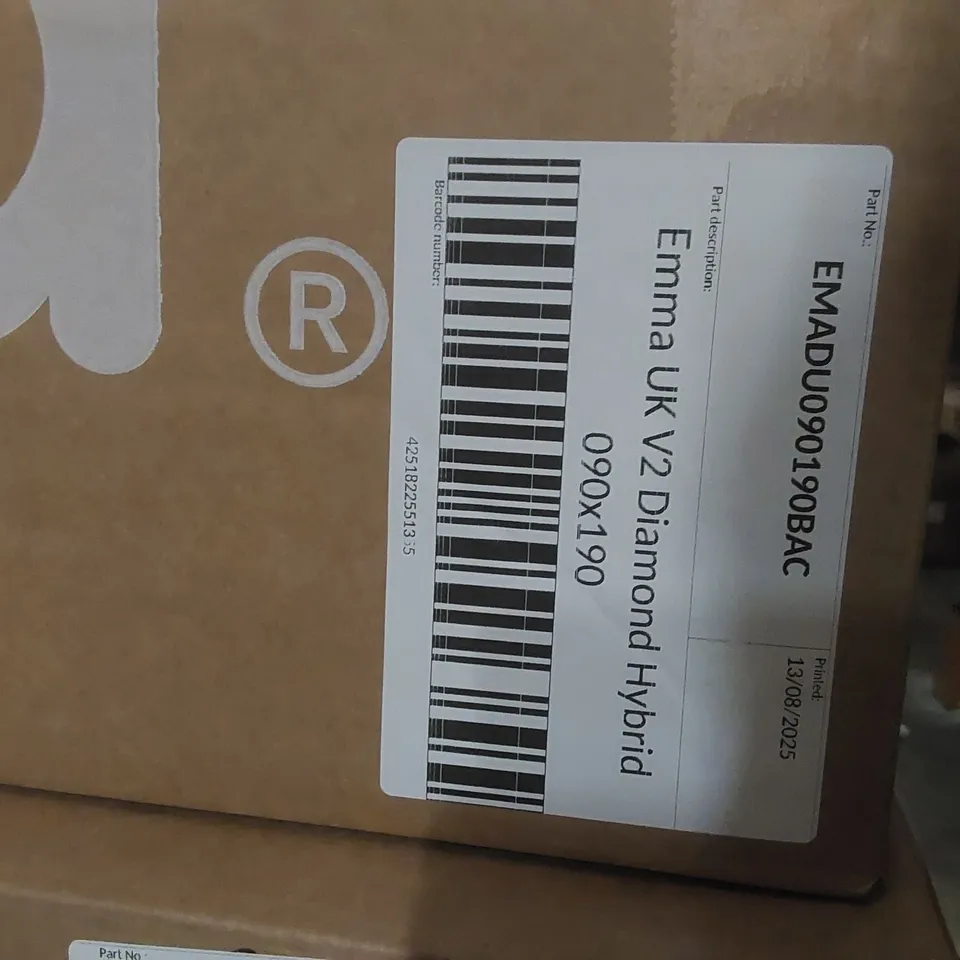 Part No.:
EMADU090190BAC
Printed:
13/08/2025
Part description:
Emma UK V2 Diamond Hybrid
090x190
Barcode number:
®
Part No.: